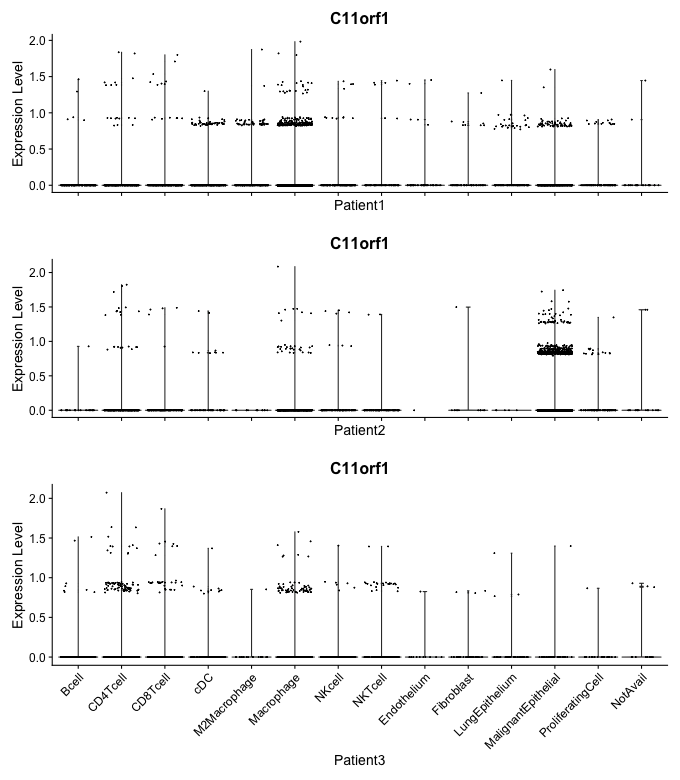 C11orf1
Expression Level
2.0
1.5
1.0
0.5
0.0
Patient1
C11orf1
Expression Level
2.0
1.5
1.0
0.5
0.0
Patient2
C11orf1
Expression Level
2.0
1.5
1.0
0.5
0.0
Bcell
CD4Tcell
CD8Tcell
cDC
M2Macrophage
Macrophage
NKcell
NKTcell
Endothelium
Fibroblast
LungEpithelium
MalignantEpithelial
ProliferatingCell
NotAvail
Patient3